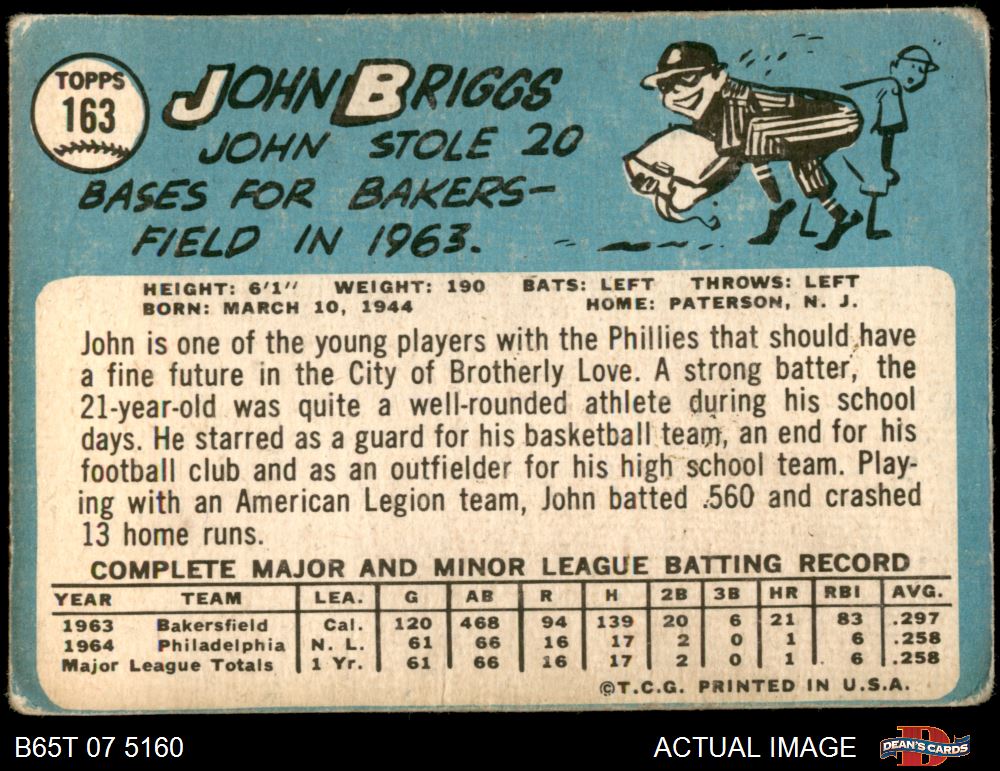 TOPPS
163
JOHN BRIGGS
JOHN STOLE 20
BASES FOR BAKERS-
FIELD IN 1963.
HEIGHT: 6'1" WEIGHT: 190 BATS: LEFT THROWS: LEFT
BORN: MARCH 10, 1944 HOME: PATERSON, N. J.
John is one of the young players with the Phillies that should have
a fine future in the City of Brotherly Love. A strong batter, the
21-year-old was quite a well-rounded athlete during his school
days. He starred as a guard for his basketball team, an end for his
football club and as an outfielder for his high school team. Play-
ing with an American Legion team, John batted .560 and crashed
13 home runs.
COMPLETE MAJOR AND MINOR LEAGUE BATTING RECORD
YEAR TEAM LEA. G AB R H 2B 3B HR RBI AVG.
1963 Bakersfield Cal. 120 468 94 139 20 6 21 83 .297
1964 Philadelphia N. L. 61 66 16 17 2 0 1 6 .258
Major League Totals 1 Yr. 61 66 16 17 2 0 1 6 .258
©T.C.G. PRINTED IN U.S.A.
B65T 07 5160 ACTUAL IMAGE DEAN'S CARDS